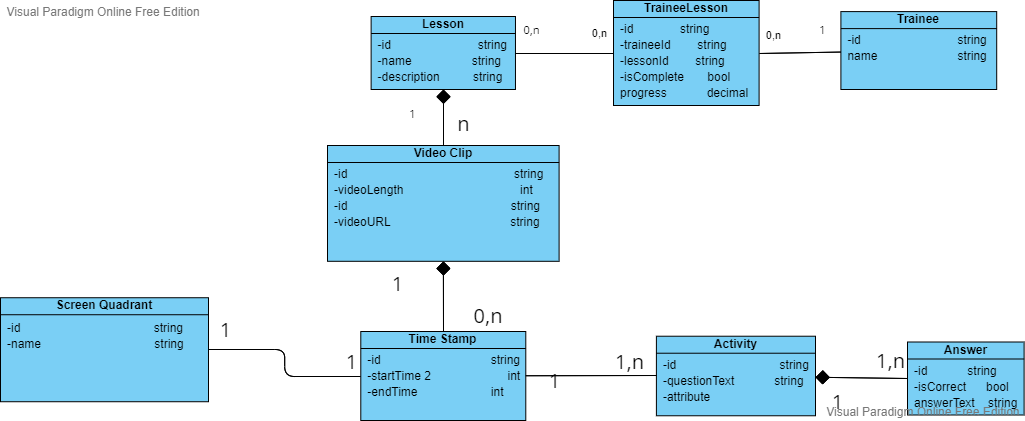 Visual Paradigm Online Free Edition
Lesson
-id string
-name string
-description string
0,n
0,n
TraineeLesson
-id string
-traineeId string
-lessonId string
-isComplete bool
progress decimal
0,n
1
Trainee
-id string
name string
1
n
Video Clip
-id string
-videoLength int
-id string
-videoURL string
1
0,n
Screen Quadrant
-id string
-name string
1
1
Time Stamp
-id string
-startTime 2 int
-endTime int
1,n
1
Activity
-id string
-questionText string
-attribute
1,n
1
Answer
-id string
-isCorrect bool
answerText string
Visual Paradigm Online Free Edition